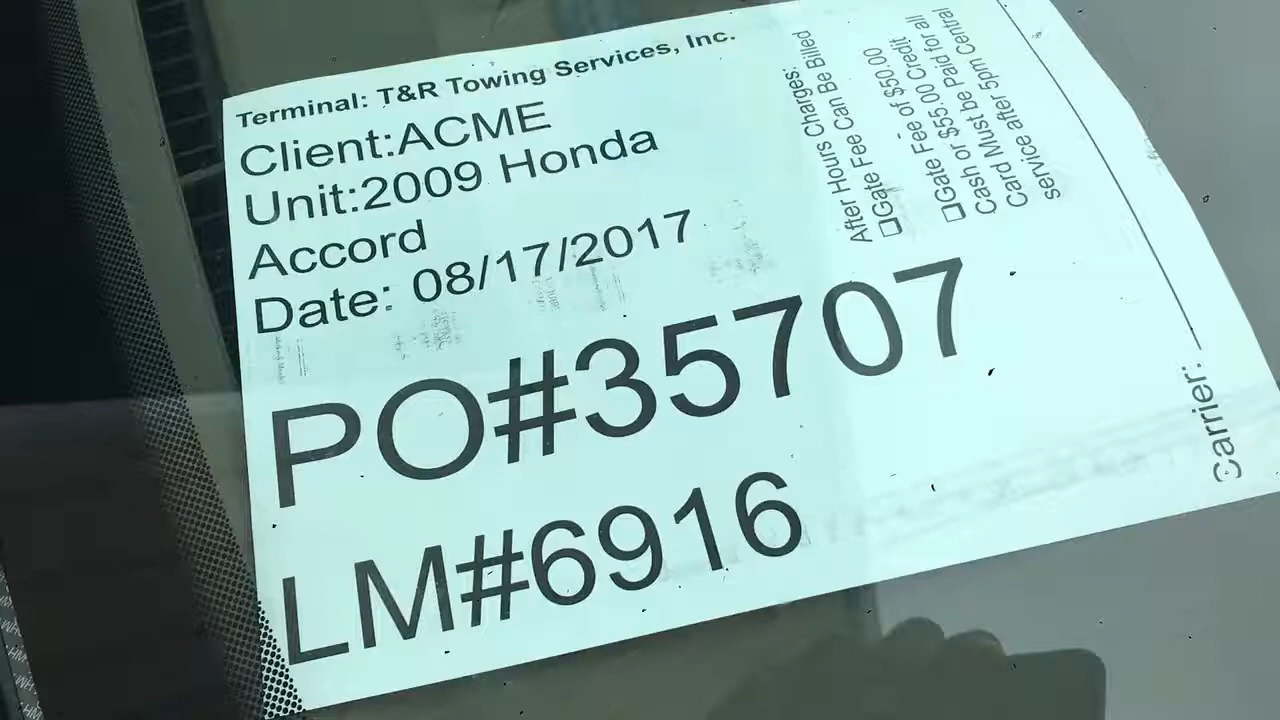 Terminal: T&R Towing Services, Inc.
Client:ACME
Unit:2009 Honda
Accord
Date: 08/17/2017
PO#35707
LM#6916
After Hours Charges:
☐Gate Fee Can Be Billed
☐Gate Fee of $50.00
Cash or $55.00 Credit
Card Must be Paid for all
service after 5pm Central
Carrier: